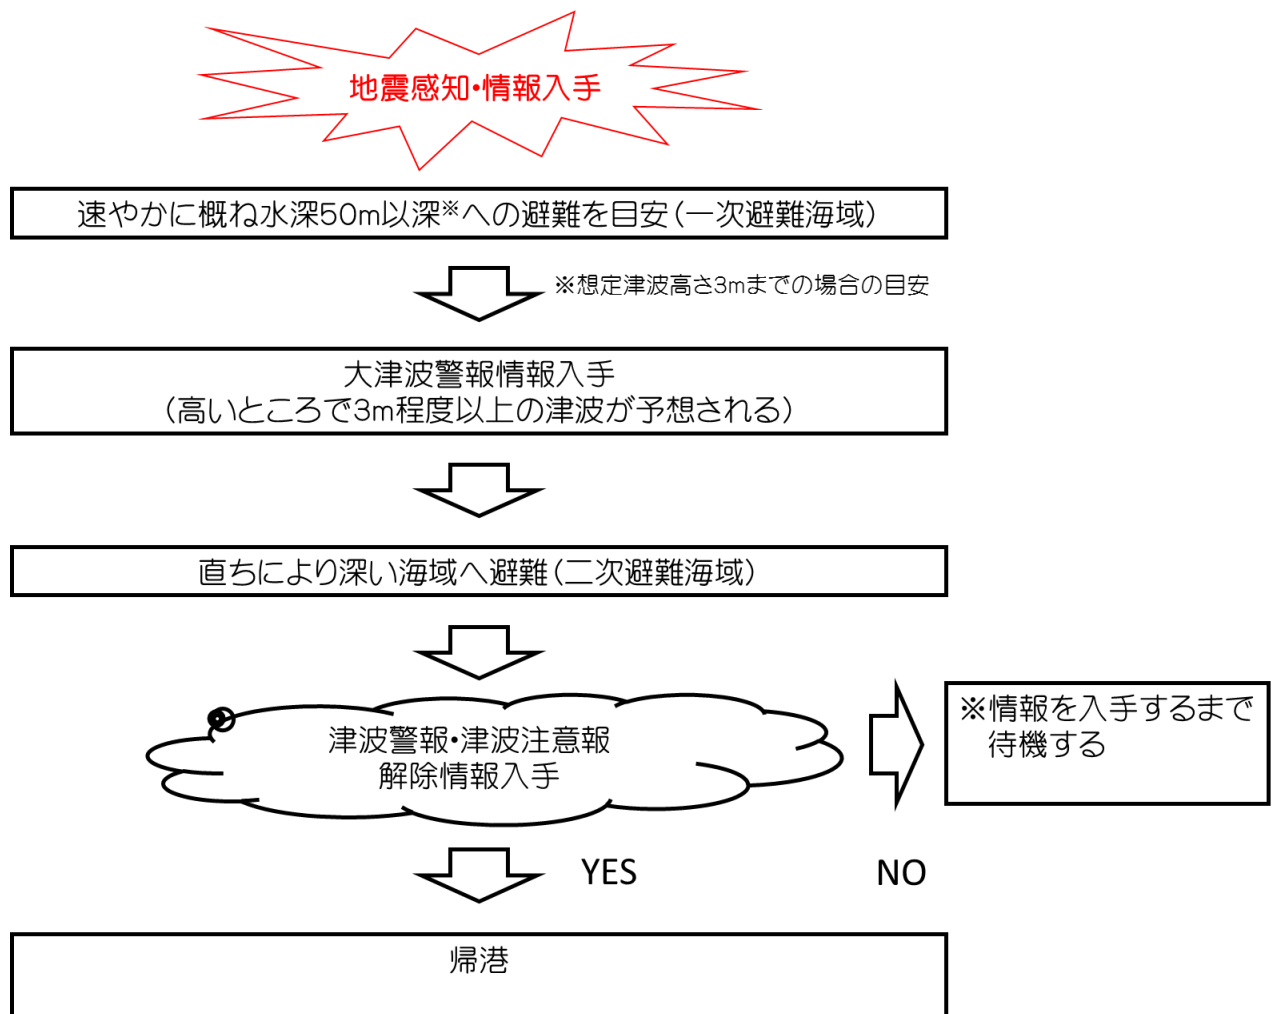 地震感知・情報入手
速やかに概ね水深50m以深※への避難を目安（一次避難海域）
※想定津波高さ3mまでの場合の目安
大津波警報情報入手
（高いところで3m程度以上の津波が予想される）
直ちにより深い海域へ避難（二次避難海域）
津波警報・津波注意報
解除情報入手
※情報を入手するまで
待機する
YES
NO
帰港